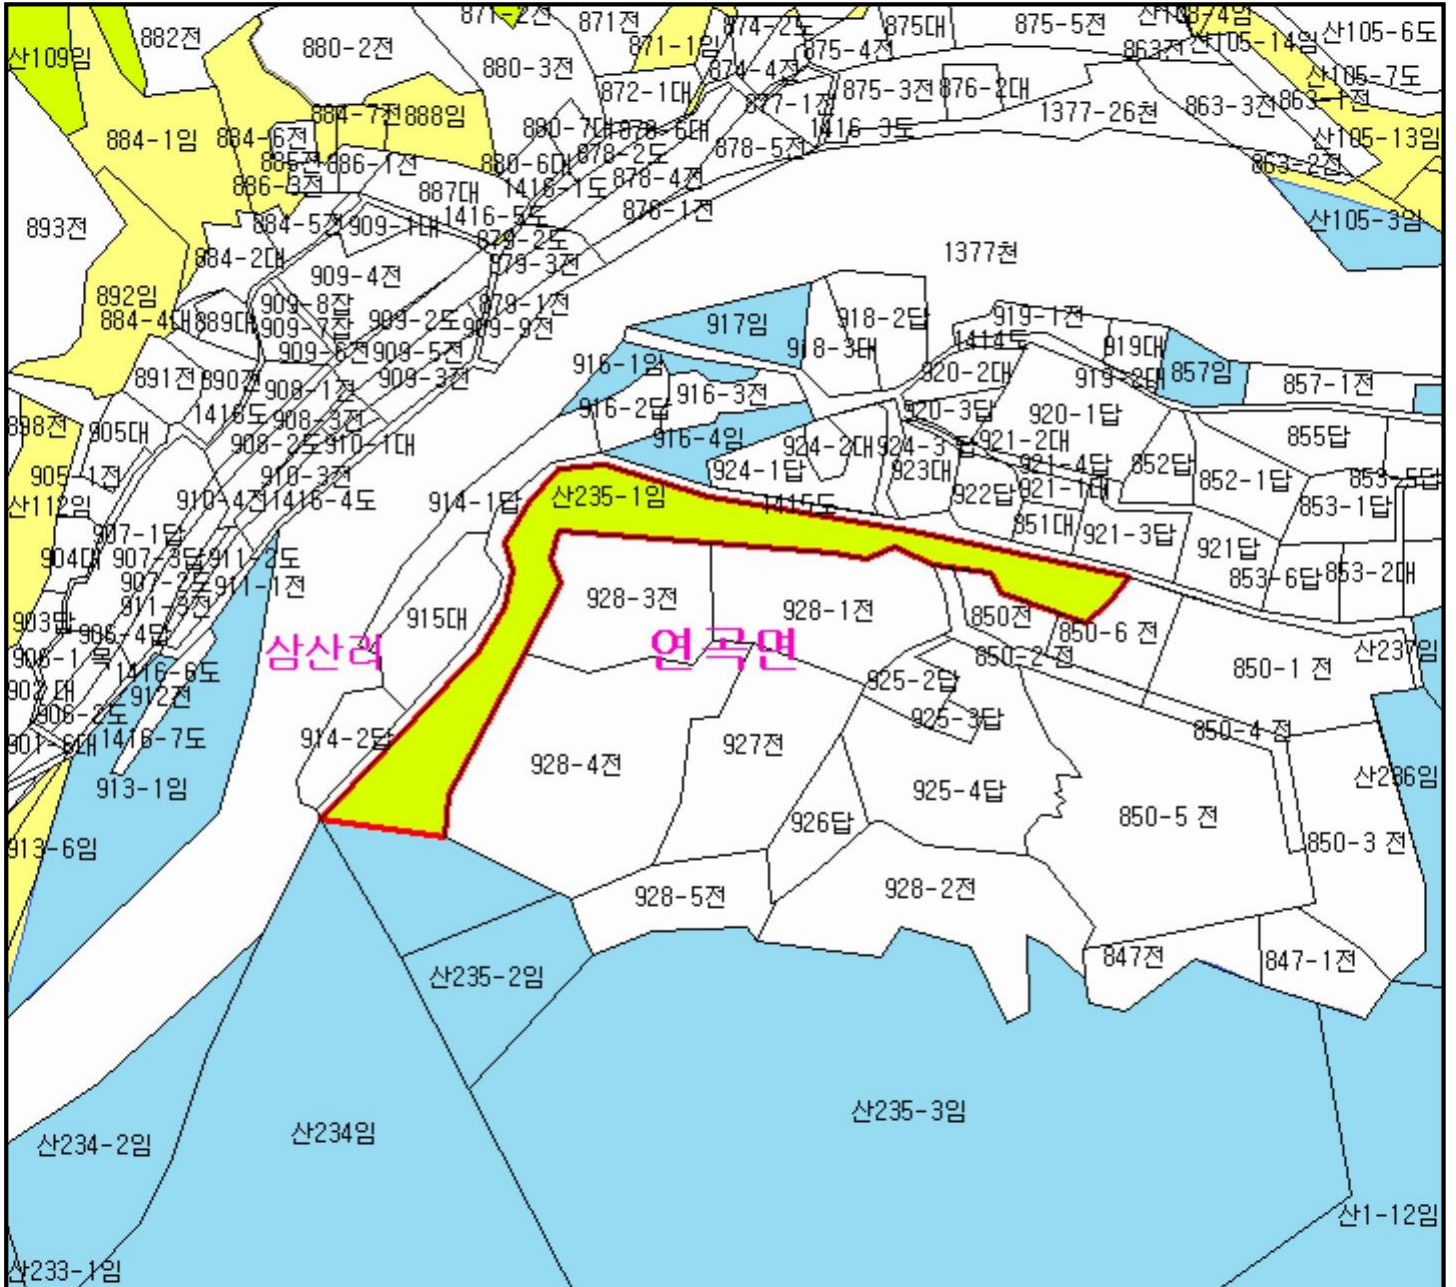 871-2전
871전
874-2도
875대
875-5전
산105-6도
882전
880-2전
871-1임
875-4전
863전
산105-14임
산109임
880-3전
874-4전
산105-7도
872-1대
877-1전
875-3전
876-2대
1377-26천
863-3전
863-1전
884-7전
888임
884-1임
884-6전
880-7대
878-6대
1416-3도
산105-13임
886-1전
880-6대
878-2도
878-5전
863-2전
886-3전
887대
1416-1도
878-4전
893전
884-5전
909-1대
1416-5도
876-1전
산105-3임
879-2도
884-2대
909-4전
879-3전
1377천
892임
909-8잡
879-1전
884-4대
889대
909-7잡
909-2도
909-9전
917임
918-2답
919-1전
909-6전
909-5전
918-3대
1414도
919대
891전
890전
908-1전
909-3전
916-1임
920-2대
919-2대
857임
857-1전
916-3전
898전
905대
1416도
908-3전
916-2답
920-3답
920-1답
908-2도
910-1대
916-4임
924-2대
924-3답
921-2대
855답
905-1전
910-3전
924-1답
923대
921-4답
852답
852-1답
853-5답
산112임
910-4전
1416-4도
914-1답
산235-1임
1415도
922답
921-1대
853-1답
907-1답
851대
921-3답
921답
904대
907-3답
911-2도
853-6답
853-2대
907-2도
911-1전
903답
911-3전
915대
928-3전
928-1전
850전
906-4답
삼산리
연곡면
850-6 전
906-1 목
850-2 전
850-1 전
산237임
902대
1416-6도
912전
925-2답
906-2도
925-3답
901-6대
1416-7도
914-2답
928-4전
927전
850-4 전
913-1임
925-4답
산236임
926답
850-5 전
913-6임
850-3 전
928-5전
928-2전
847전
847-1전
산235-2임
산235-3임
산234-2임
산234임
산1-12임
산233-1임